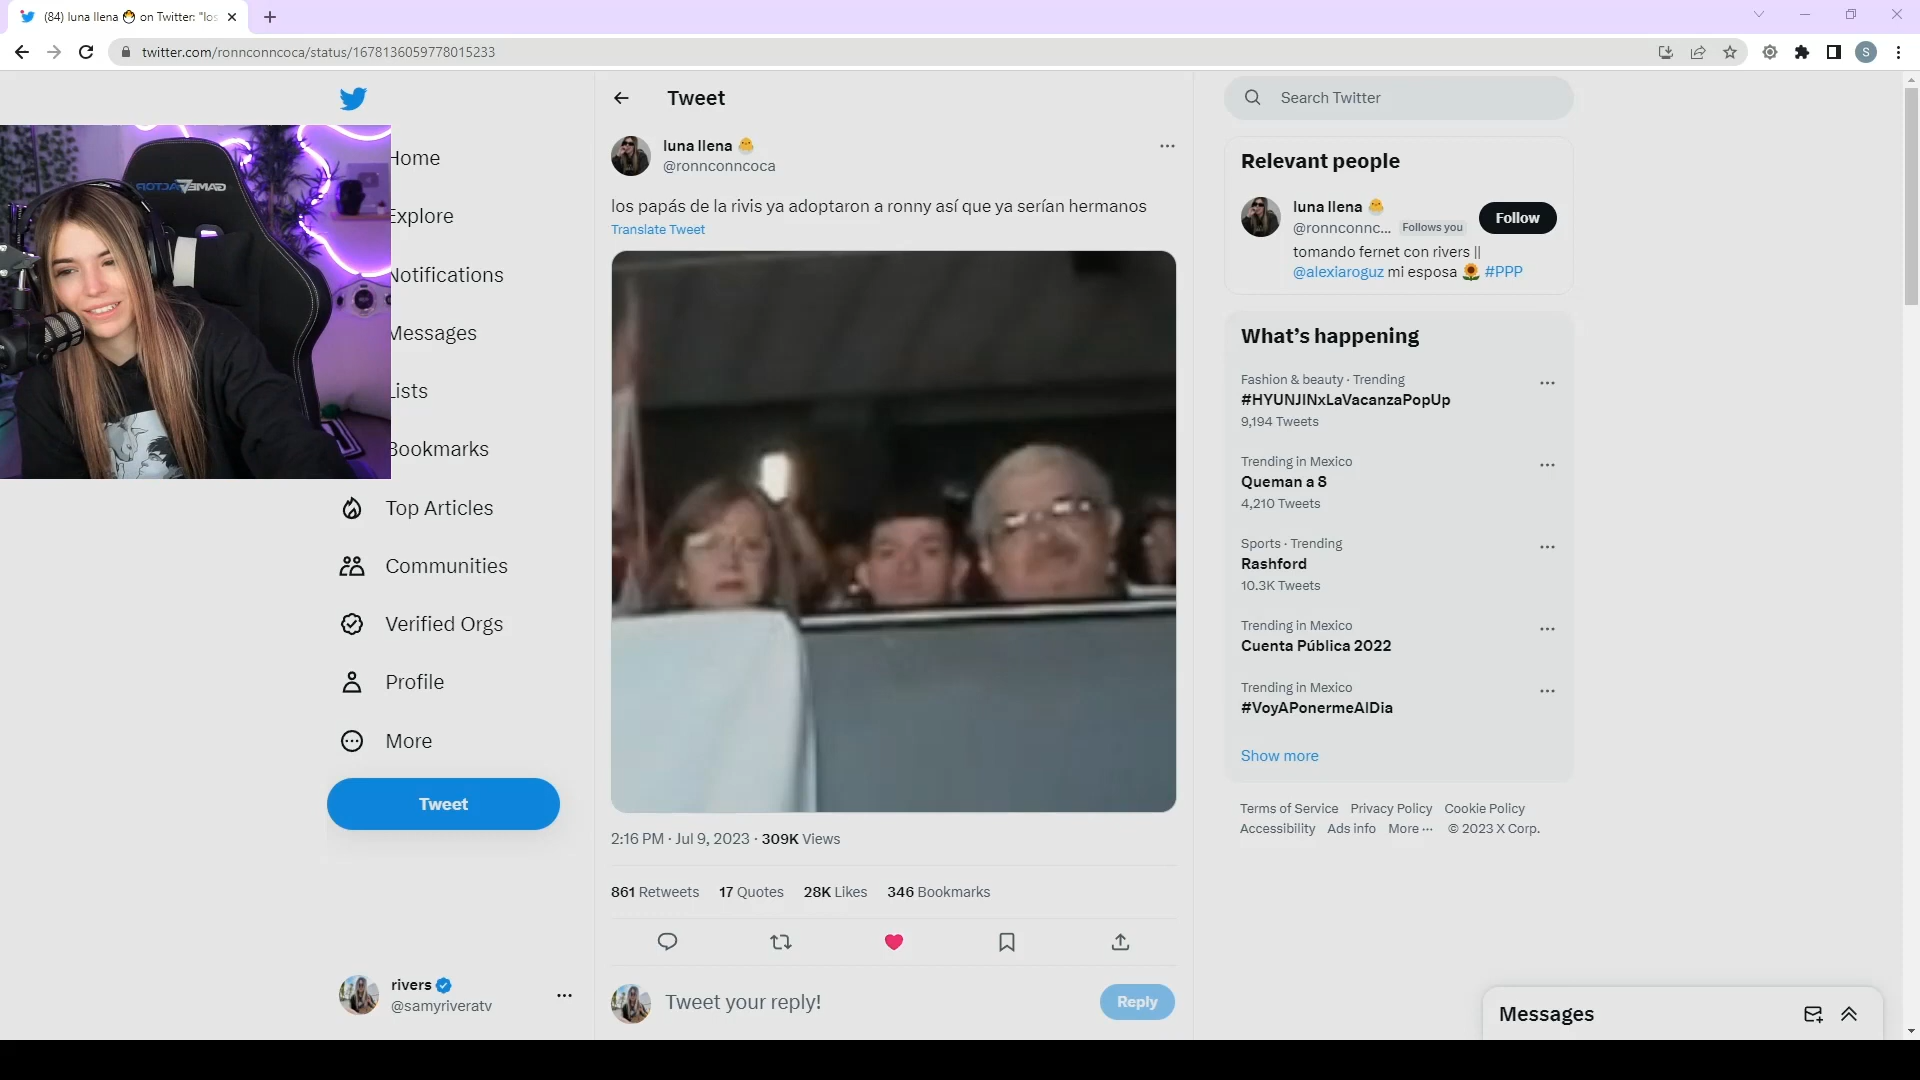 (84) luna llena 🐣 on Twitter: "los
twitter.com/ronnconncoca/status/1678136059778015233
S
GAMEFACTOR
Home
Explore
Notifications
Messages
Lists
Bookmarks
Top Articles
Communities
Verified Orgs
Profile
More
Tweet
rivers
@samyriveratv
Tweet
luna llena 🐣
@ronnconncoca
los papás de la rivis ya adoptaron a ronny así que ya serían hermanos
Translate Tweet
2:16 PM · Jul 9, 2023 · 309K Views
861 Retweets 17 Quotes 28K Likes 346 Bookmarks
Tweet your reply!
Reply
Search Twitter
Relevant people
luna llena 🐣
@ronnconnc... Follows you
Follow
tomando fernet con rivers ||
@alexiaroguz mi esposa 🌻 #PPP
What's happening
Fashion & beauty · Trending
#HYUNJINxLaVacanzaPopUp
9,194 Tweets
Trending in Mexico
Queman a 8
4,210 Tweets
Sports · Trending
Rashford
10.3K Tweets
Trending in Mexico
Cuenta Pública 2022
Trending in Mexico
#VoyAPonermeAlDia
Show more
Terms of Service Privacy Policy Cookie Policy
Accessibility Ads info More ··· © 2023 X Corp.
Messages